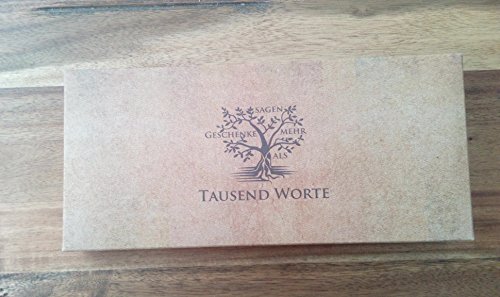 SAGEN
GESCHENKE MEHR
ALS
TAUSEND WORTE